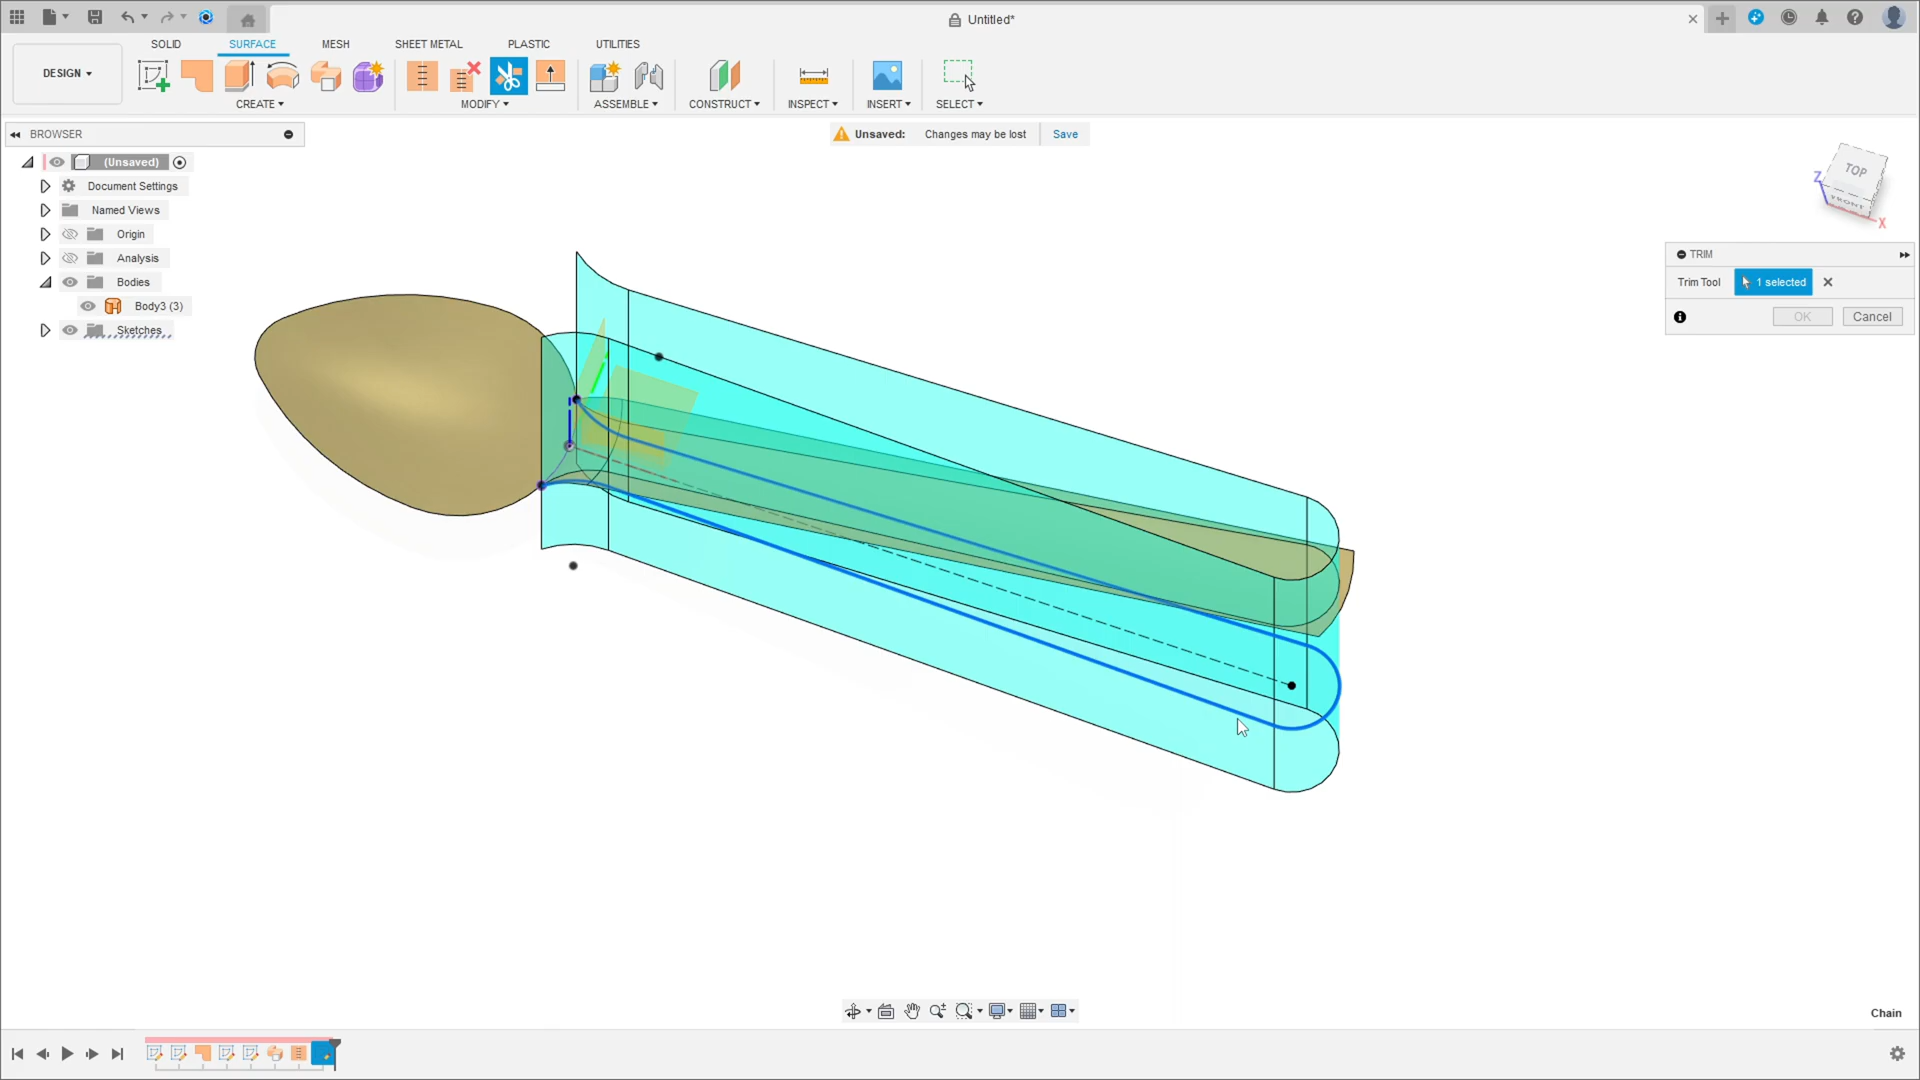 Untitled*
DESIGN
SOLID SURFACE MESH SHEET METAL PLASTIC UTILITIES
CREATE MODIFY ASSEMBLE CONSTRUCT INSPECT INSERT SELECT
BROWSER
Unsaved: Changes may be lost Save
(Unsaved)
Document Settings
Named Views
Origin
Analysis
Bodies
Body3 (3)
Sketches
TOP
FRONT
Z
X
TRIM
Trim Tool 1 selected
OK Cancel
Chain